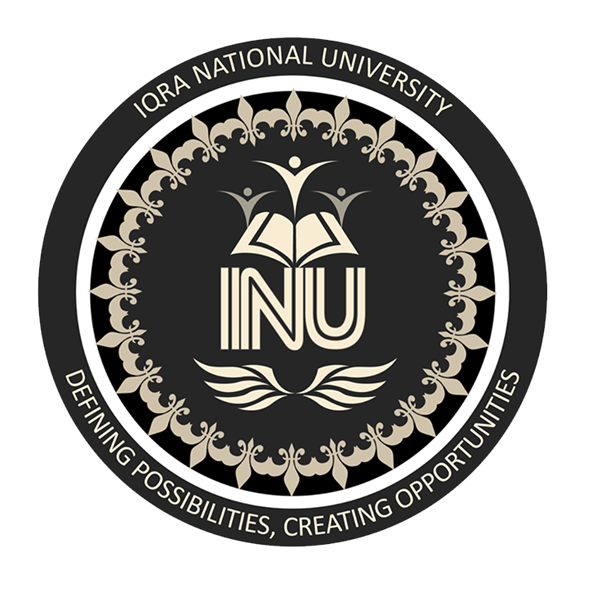 IQRA NATIONAL UNIVERSITY
INU
DEFINING POSSIBILITIES, CREATING OPPORTUNITIES